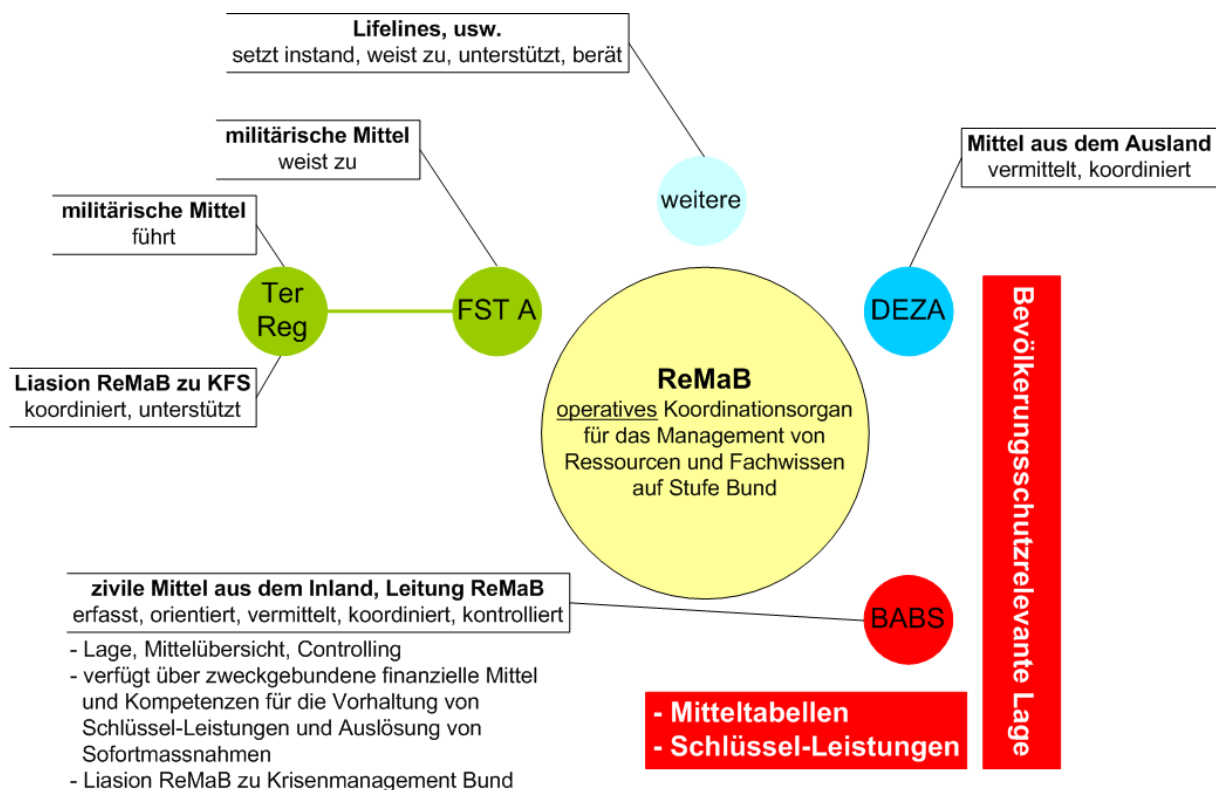 Lifelines, usw.
setzt instand, weist zu, unterstützt, berät
militärische Mittel
weist zu
Mittel aus dem Ausland
vermittelt, koordiniert
weitere
militärische Mittel
führt
Ter
Reg
FST A
DEZA
Liasion ReMaB zu KFS
koordiniert, unterstützt
ReMaB
operatives Koordinationsorgan
für das Management von
Ressourcen und Fachwissen
auf Stufe Bund
Bevölkerungsschutzrelevante Lage
zivile Mittel aus dem Inland, Leitung ReMaB
erfasst, orientiert, vermittelt, koordiniert, kontrolliert
- Lage, Mittelübersicht, Controlling
- verfügt über zweckgebundene finanzielle Mittel
und Kompetenzen für die Vorhaltung von
Schlüssel-Leistungen und Auslösung von
Sofortmassnahmen
- Liasion ReMaB zu Krisenmanagement Bund
BABS
- Mitteltabellen
- Schlüssel-Leistungen